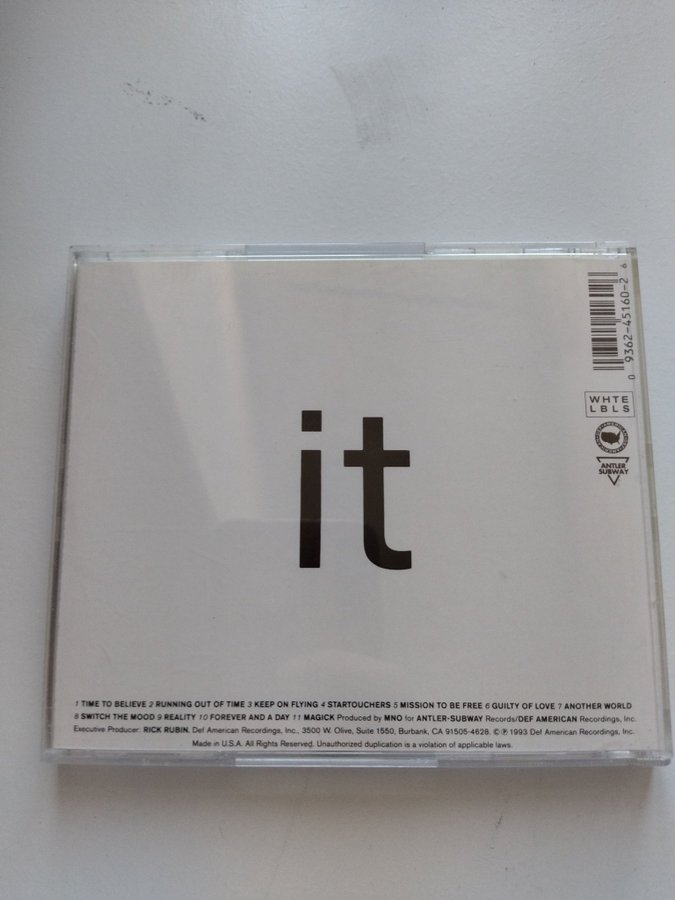 it
0 9362-45160-2 6
WHTE
LBLS
ANTLER
SUBWAY
1 TIME TO BELIEVE 2 RUNNING OUT OF TIME 3 KEEP ON FLYING 4 STARTOUCHERS 5 MISSION TO BE FREE 6 GUILTY OF LOVE 7 ANOTHER WORLD
8 SWITCH THE MOOD 9 REALITY 10 FOREVER AND A DAY 11 MAGICK Produced by MNO for ANTLER-SUBWAY Records/DEF AMERICAN Recordings, Inc.
Executive Producer: RICK RUBIN. Def American Recordings, Inc., 3500 W. Olive, Suite 1550, Burbank, CA 91505-4628. © ℗ 1993 Def American Recordings, Inc.
Made in U.S.A. All Rights Reserved. Unauthorized duplication is a violation of applicable laws.